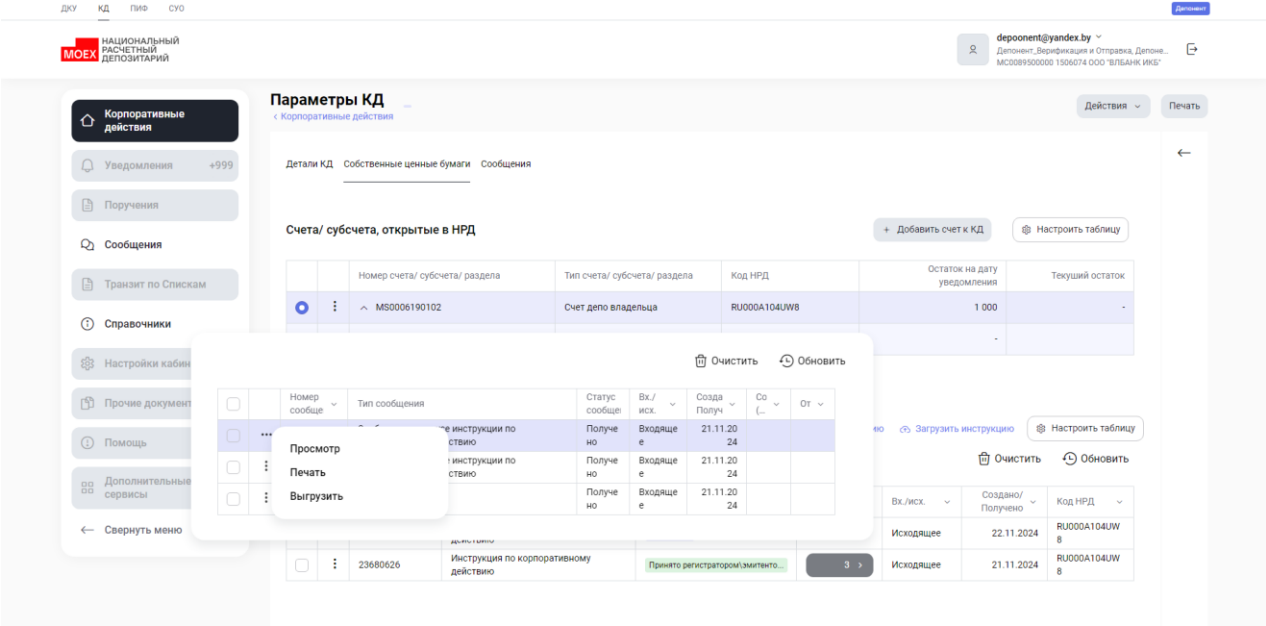 ДКУ КД ПИФ СУО
Депонент
MOEX НАЦИОНАЛЬНЫЙ
РАСЧЕТНЫЙ
ДЕПОЗИТАРИЙ
depoonent@yandex.by
Депонент_Верификация и Отправка, Депоне...
MC0089500000 1506074 ООО "ВЛБАНК ИКБ"
Корпоративные
действия
Уведомления +999
Поручения
Сообщения
Транзит по Спискам
Справочники
Настройки кабин
Прочие документ
Помощь
Дополнительные
сервисы
Свернуть меню
Параметры КД
‹ Корпоративные действия
Действия
Печать
Детали КД Собственные ценные бумаги Сообщения
Счета/ субсчета, открытые в НРД
+ Добавить счет к КД
Настроить таблицу
Номер счета/ субсчета/ раздела
Тип счета/ субсчета/ раздела
Код НРД
Остаток на дату
уведомления
Текуший остаток
MS0006190102
Счет депо владельца
RU000A104UW8
1 000
-
-
Очистить
Обновить
Номер
сообще
Тип сообщения
Статус
сообщен
Вх./
исх.
Созда
Получ
Со
(...
От
е инструкции по
ствию
Получе
но
Входяще
е
21.11.20
24
е инструкции по
ствию
Получе
но
Входяще
е
21.11.20
24
Получе
но
Входяще
е
21.11.20
24
Просмотр
Печать
Выгрузить
ию
Загрузить инструкцию
Настроить таблицу
Очистить
Обновить
Вх./исх.
Создано/
Получено
Код НРД
действию
Исходящее
22.11.2024
RU000A104UW
8
23680626
Инструкция по корпоративному
действию
Принято регистратором\эмитенто...
3 ›
Исходящее
21.11.2024
RU000A104UW
8